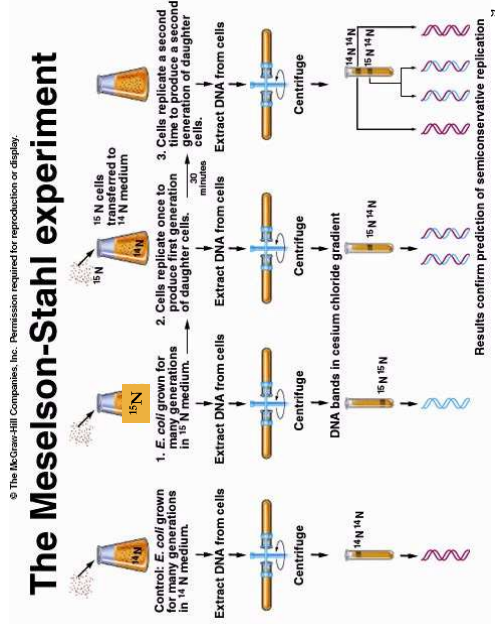 © The McGraw-Hill Companies, Inc. Permission required for reproduction or display.
The Meselson-Stahl experiment
14N
Control: E. coli grown
for many generations
in 14N medium.
Extract DNA from cells
Centrifuge
14N 14N
15N
1. E. coli grown for
many generations
in 15N medium.
Extract DNA from cells
Centrifuge
DNA bands in cesium chloride gradient
15N 15N
15N
15N cells
transferred to
14N medium
14N
2. Cells replicate once to
produce first generation
of daughter cells.
30
minutes
Extract DNA from cells
Centrifuge
15N 14N
3. Cells replicate a second
time to produce a second
generation of daughter
cells.
Extract DNA from cells
Centrifuge
14N 14N
15N 14N
Results confirm prediction of semiconservative replication